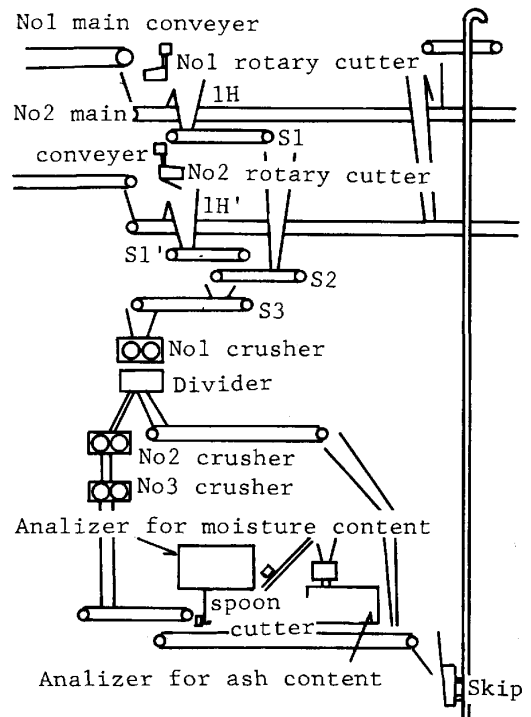 No1 main conveyer
No1 rotary cutter
1H
No2 main
conveyer
S1
No2 rotary cutter
1H'
S1'
S2
S3
No1 crusher
Divider
No2 crusher
No3 crusher
Analizer for moisture content
spoon
cutter
Analizer for ash content
Skip